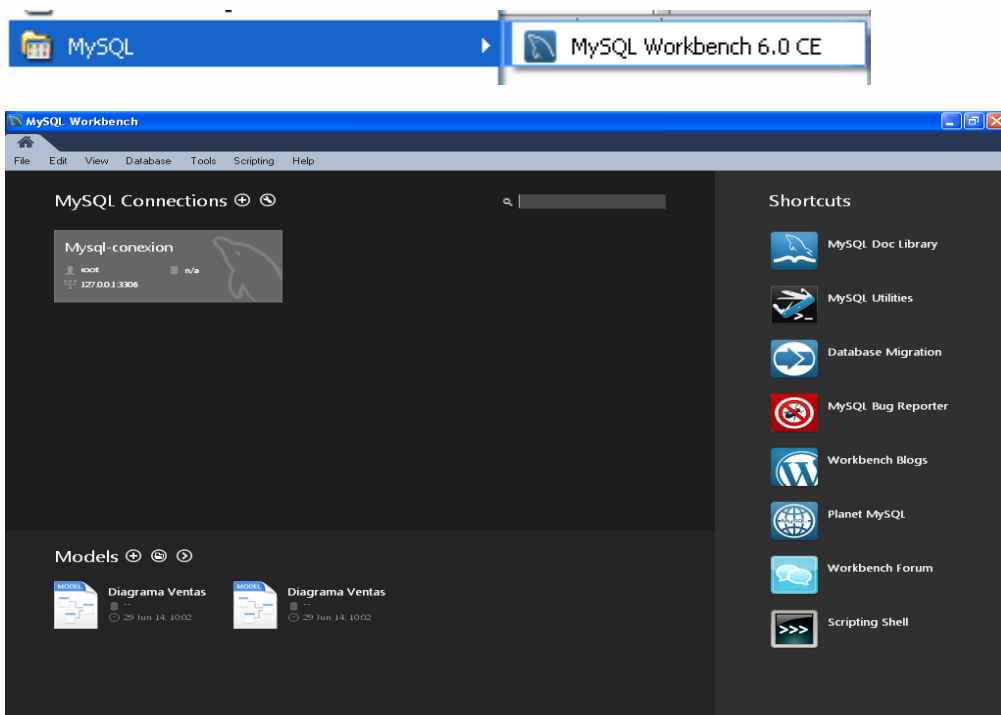 MySQL
MySQL Workbench 6.0 CE
MySQL Workbench
File Edit View Database Tools Scripting Help
MySQL Connections
Mysql-conexion
root n/a
127.0.0.1:3306
Shortcuts
MySQL Doc Library
MySQL Utilities
Database Migration
MySQL Bug Reporter
Workbench Blogs
Planet MySQL
Workbench Forum
Scripting Shell
Models
MODEL
Diagrama Ventas
--
29 Jun 14, 10:02
MODEL
Diagrama Ventas
--
29 Jun 14, 10:02